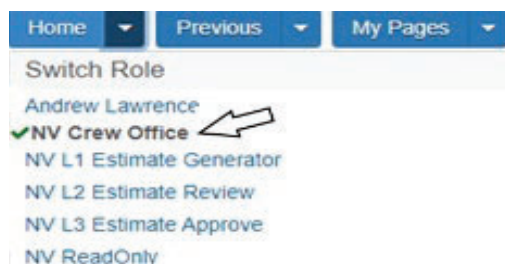 Home Previous My Pages
Switch Role
Andrew Lawrence
NV Crew Office
NV L1 Estimate Generator
NV L2 Estimate Review
NV L3 Estimate Approve
NV ReadOnly